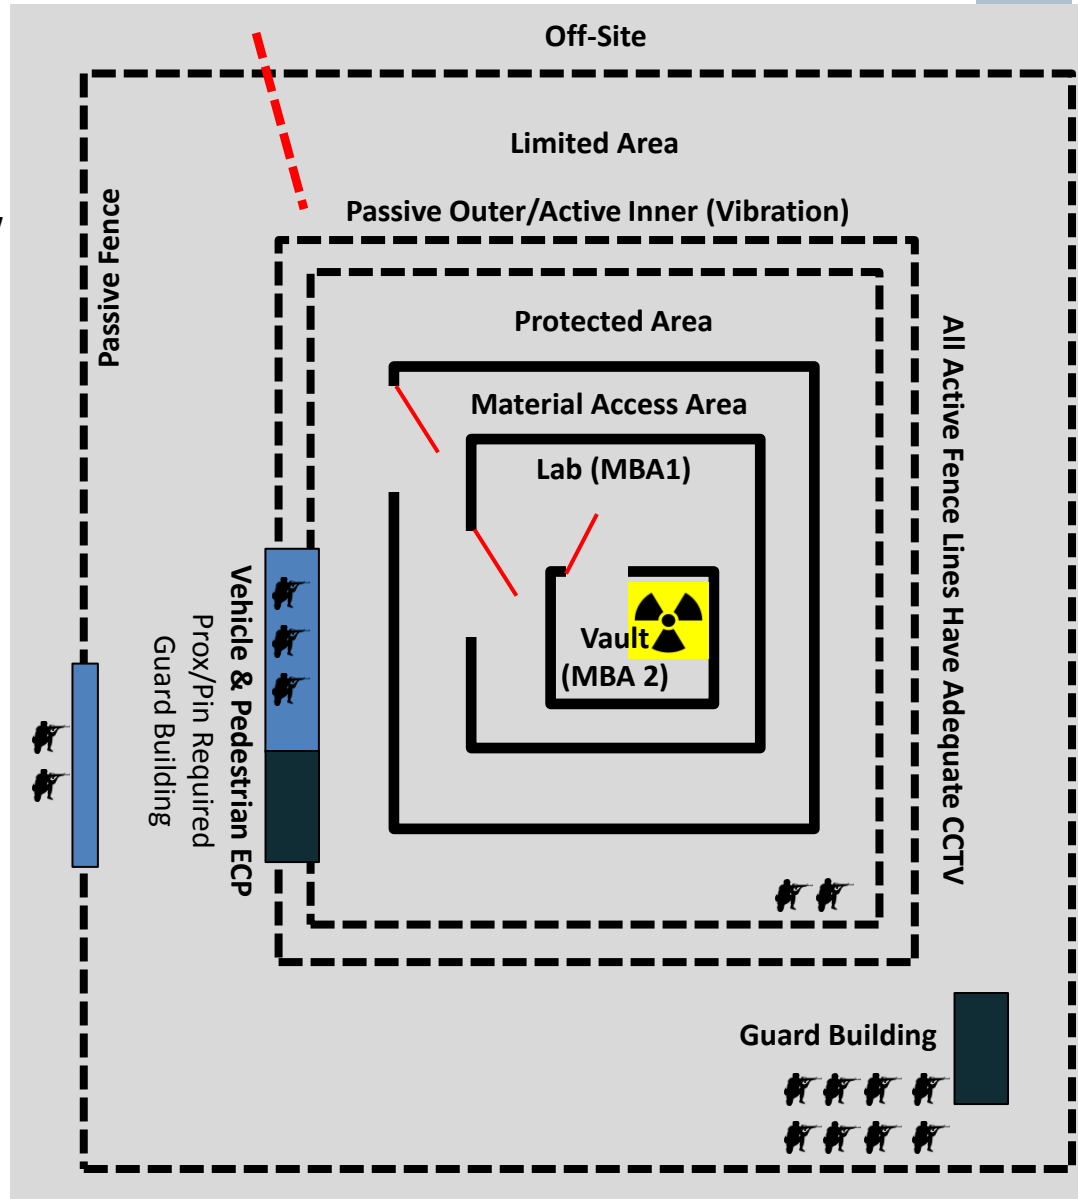 Off-Site
Limited Area
Passive Outer/Active Inner (Vibration)
Passive Fence
Protected Area
Material Access Area
Lab (MBA1)
All Active Fence Lines Have Adequate CCTV
Vehicle & Pedestrian ECP
Prox/Pin Required
Guard Building
Vault
(MBA 2)
Guard Building